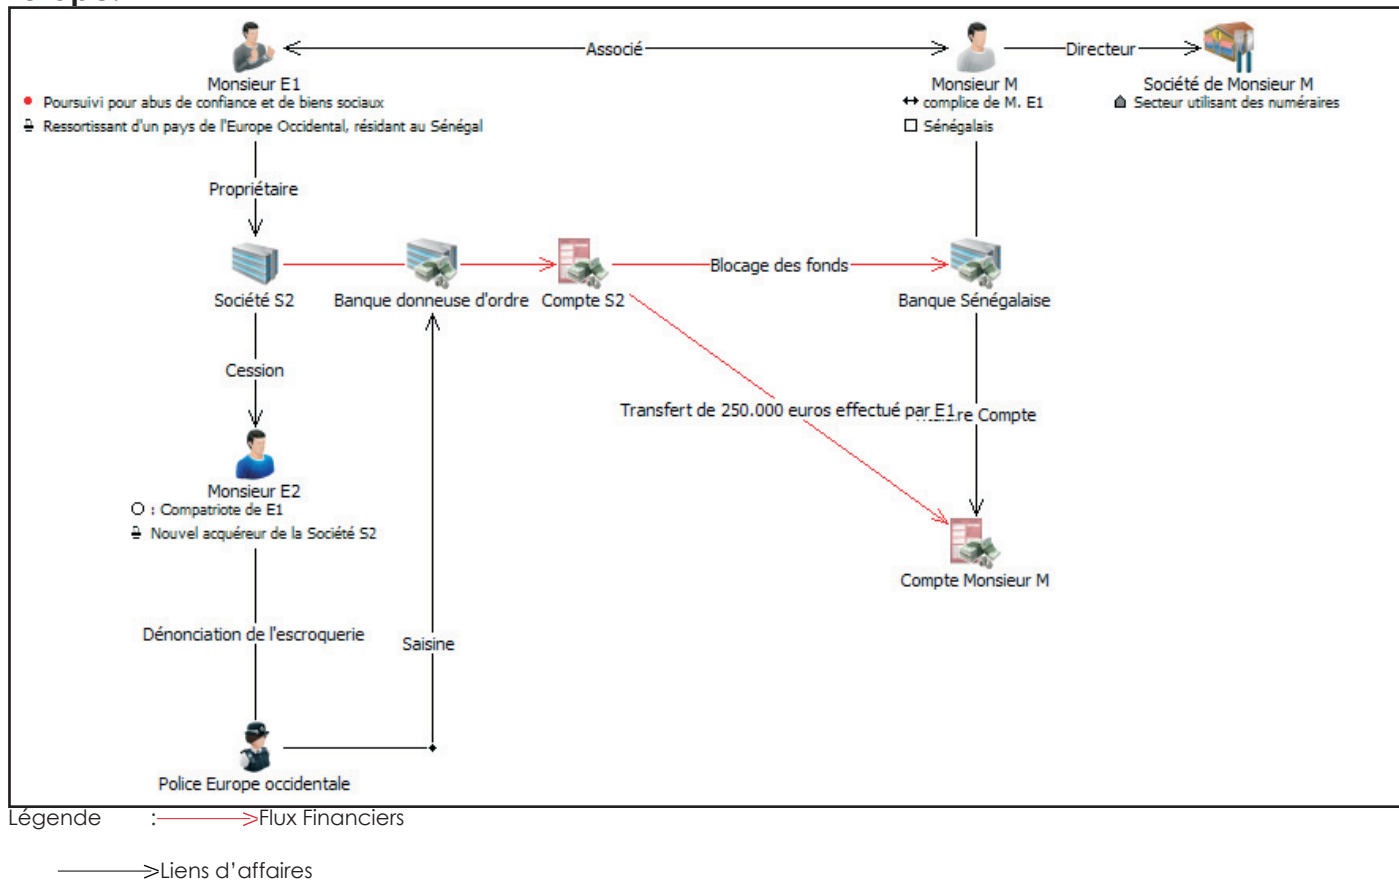 Associé
Directeur
Monsieur E1
Monsieur M
Société de Monsieur M
Poursuivi pour abus de confiance et de biens sociaux
complice de M. E1
Secteur utilisant des numéraires
Ressortissant d'un pays de l'Europe Occidental, résidant au Sénégal
Sénégalais
Propriétaire
Blocage des fonds
Société S2
Banque donneuse d'ordre
Compte S2
Banque Sénégalaise
Cession
Transfert de 250.000 euros effectué par E1
Compte
Monsieur E2
: Compatriote de E1
Nouvel acquéreur de la Société S2
Compte Monsieur M
Dénonciation de l'escroquerie
Saisine
Police Europe occidentale
Légende : Flux Financiers
Liens d'affaires